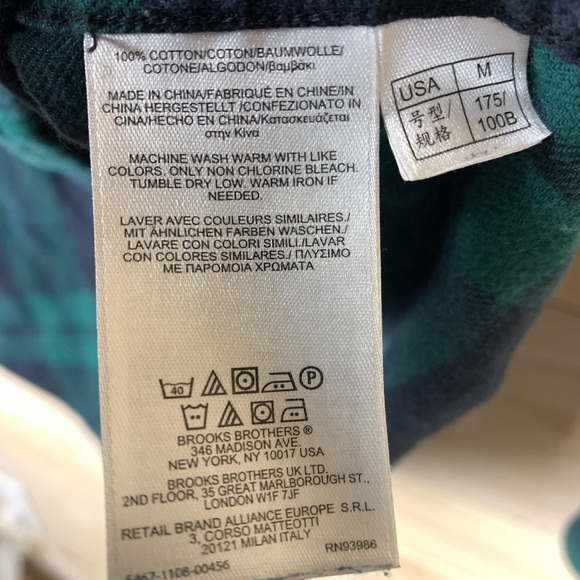 100% COTTON/COTON/BAUMWOLLE/
COTONE/ALGODON/βαμβάκι
MADE IN CHINA/FABRIQUÉ EN CHINE/IN
CHINA HERGESTELLT /CONFEZIONATO IN
CINA/HECHO EN CHINA/Κατασκευάζεται
στην Κίνα
MACHINE WASH WARM WITH LIKE
COLORS. ONLY NON CHLORINE BLEACH.
TUMBLE DRY LOW. WARM IRON IF
NEEDED.
LAVER AVEC COULEURS SIMILAIRES./
MIT ÄHNLICHEN FARBEN WASCHEN./
LAVARE CON COLORI SIMILI./LAVAR
CON COLORES SIMILARES./ ΠΛΥΣΙΜΟ
ΜΕ ΠΑΡΟΜΟΙΑ ΧΡΩΜΑΤΑ
40 P
BROOKS BROTHERS ®
346 MADISON AVE.
NEW YORK, NY 10017 USA
BROOKS BROTHERS UK LTD.
2ND FLOOR, 35 GREAT MARLBOROUGH ST.,
LONDON W1F 7JF
RETAIL BRAND ALLIANCE EUROPE S.R.L.
3, CORSO MATTEOTTI
20121 MILAN ITALY
RN93986
5467-1108-00456
USA M
号型/ 175/
规格 100B